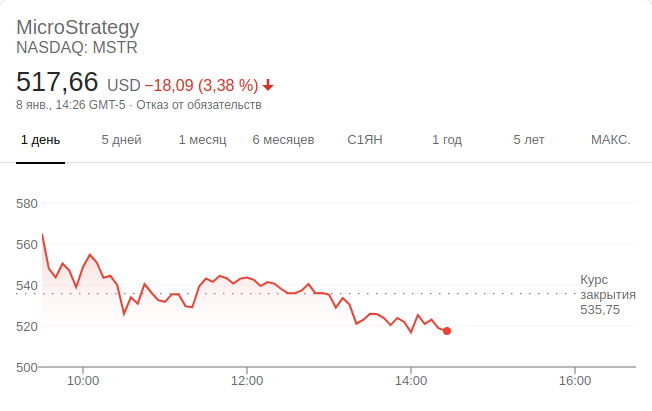 MicroStrategy
NASDAQ: MSTR
517,66 USD −18,09 (3,38 %)
8 янв., 14:26 GMT-5 · Отказ от обязательств
1 день 5 дней 1 месяц 6 месяцев С1ЯН 1 год 5 лет МАКС.
580
560
540
520
500
Курс
закрытия
535,75
10:00 12:00 14:00 16:00